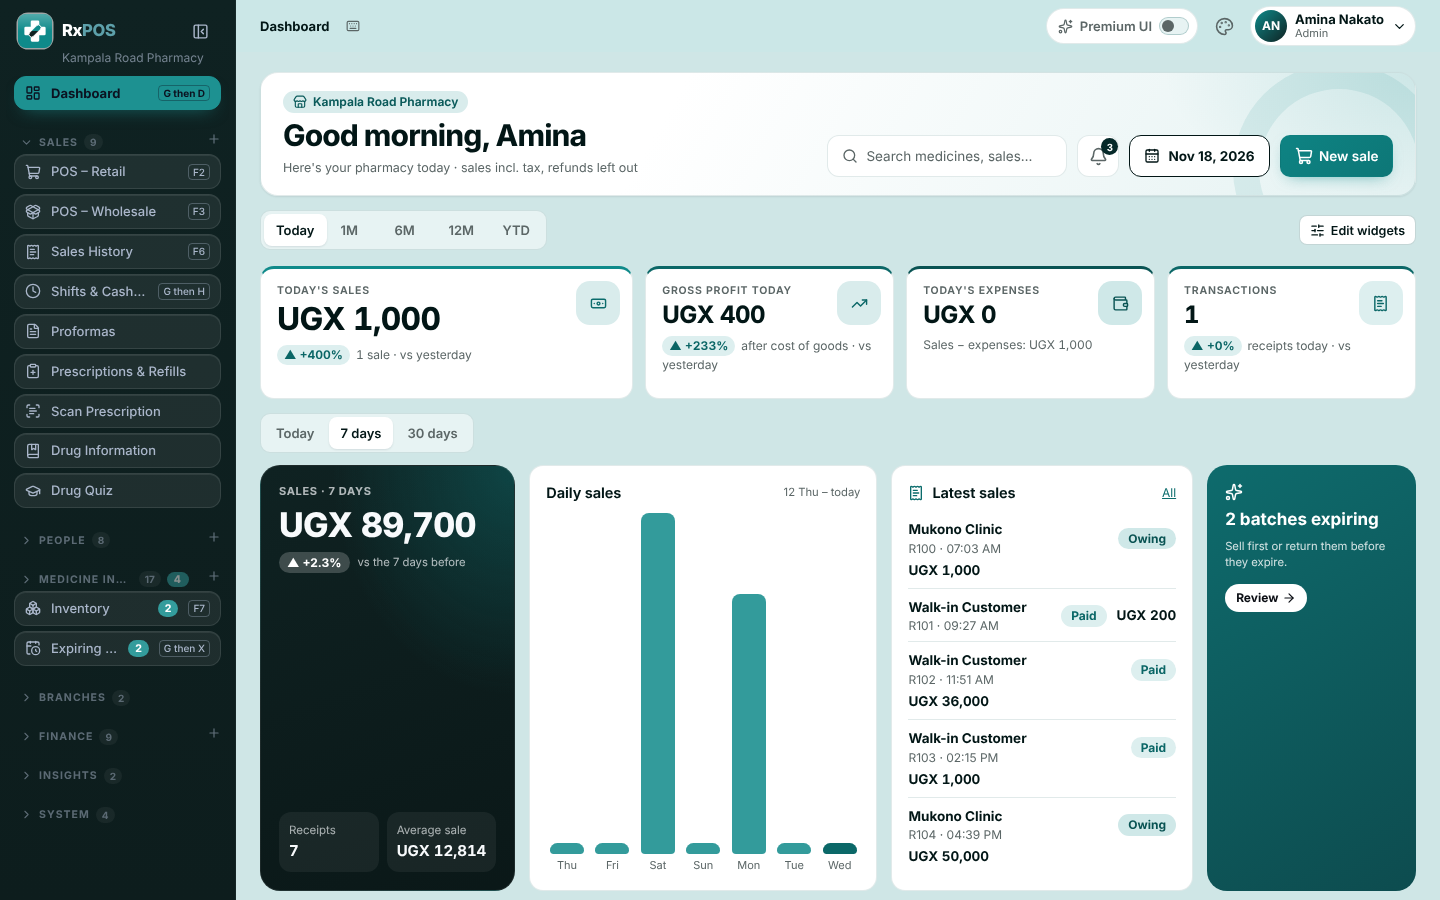 RxPOS
Kampala Road Pharmacy
Dashboard G then D
SALES 9
POS – Retail F2
POS – Wholesale F3
Sales History F6
Shifts & Cash... G then H
Proformas
Prescriptions & Refills
Scan Prescription
Drug Information
Drug Quiz
PEOPLE 8
MEDICINE IN... 17 4
Inventory 2 F7
Expiring ... 2 G then X
BRANCHES 2
FINANCE 9
INSIGHTS 2
SYSTEM 4
Dashboard
Premium UI
AN
Amina Nakato
Admin
Kampala Road Pharmacy
Good morning, Amina
Here's your pharmacy today · sales incl. tax, refunds left out
Search medicines, sales...
3
Nov 18, 2026
New sale
Today 1M 6M 12M YTD
Edit widgets
TODAY'S SALES
UGX 1,000
▲ +400% 1 sale · vs yesterday
GROSS PROFIT TODAY
UGX 400
▲ +233% after cost of goods · vs
yesterday
TODAY'S EXPENSES
UGX 0
Sales − expenses: UGX 1,000
TRANSACTIONS
1
▲ +0% receipts today · vs
yesterday
Today 7 days 30 days
SALES · 7 DAYS
UGX 89,700
▲ +2.3% vs the 7 days before
Receipts
7
Average sale
UGX 12,814
Daily sales 12 Thu – today
Thu Fri Sat Sun Mon Tue Wed
Latest sales All
Mukono Clinic
R100 · 07:03 AM
Owing
UGX 1,000
Walk-in Customer
R101 · 09:27 AM
Paid UGX 200
Walk-in Customer
R102 · 11:51 AM
Paid
UGX 36,000
Walk-in Customer
R103 · 02:15 PM
Paid
UGX 1,000
Mukono Clinic
R104 · 04:39 PM
Owing
UGX 50,000
2 batches expiring
Sell first or return them before
they expire.
Review →